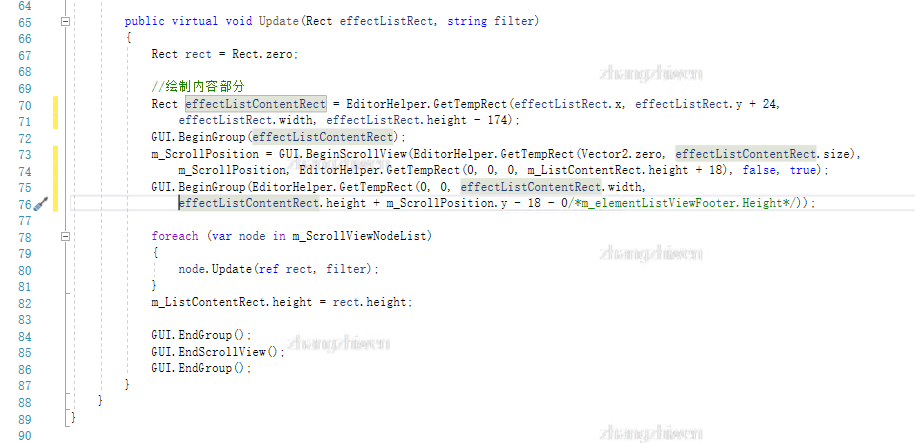 64
65 public virtual void Update(Rect effectListRect, string filter)
66 {
67 Rect rect = Rect.zero;
68
69 //绘制内容部分
70 Rect effectListContentRect = EditorHelper.GetTempRect(effectListRect.x, effectListRect.y + 24,
71 effectListRect.width, effectListRect.height - 174);
72 GUI.BeginGroup(effectListContentRect);
73 m_ScrollPosition = GUI.BeginScrollView(EditorHelper.GetTempRect(Vector2.zero, effectListContentRect.size),
74 m_ScrollPosition, EditorHelper.GetTempRect(0, 0, 0, m_ListContentRect.height + 18), false, true);
75 GUI.BeginGroup(EditorHelper.GetTempRect(0, 0, effectListContentRect.width,
76 effectListContentRect.height + m_ScrollPosition.y - 18 - 0/*m_elementListViewFooter.Height*/));
77
78 foreach (var node in m_ScrollViewNodeList)
79 {
80 node.Update(ref rect, filter);
81 }
82 m_ListContentRect.height = rect.height;
83
84 GUI.EndGroup();
85 GUI.EndScrollView();
86 GUI.EndGroup();
87 }
88 }
89 }
90
zhangzhiwen
zhangzhiwen
zhangzhiwen
zhangzhiwen
zhangzhiwen